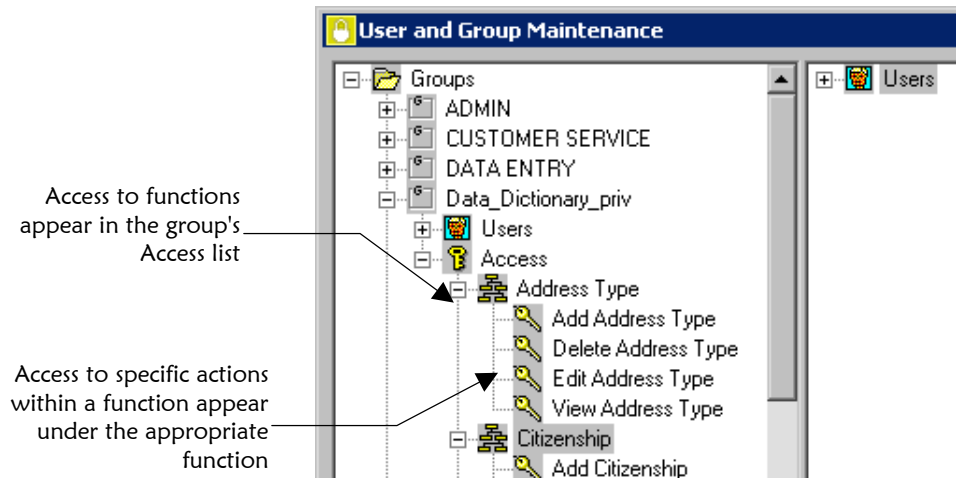 User and Group Maintenance
Groups
ADMIN
CUSTOMER SERVICE
DATA ENTRY
Data_Dictionary_priv
Users
Access
Address Type
Add Address Type
Delete Address Type
Edit Address Type
View Address Type
Citizenship
Add Citizenship
Users
Access to functions
appear in the group's
Access list
Access to specific actions
within a function appear
under the appropriate
function